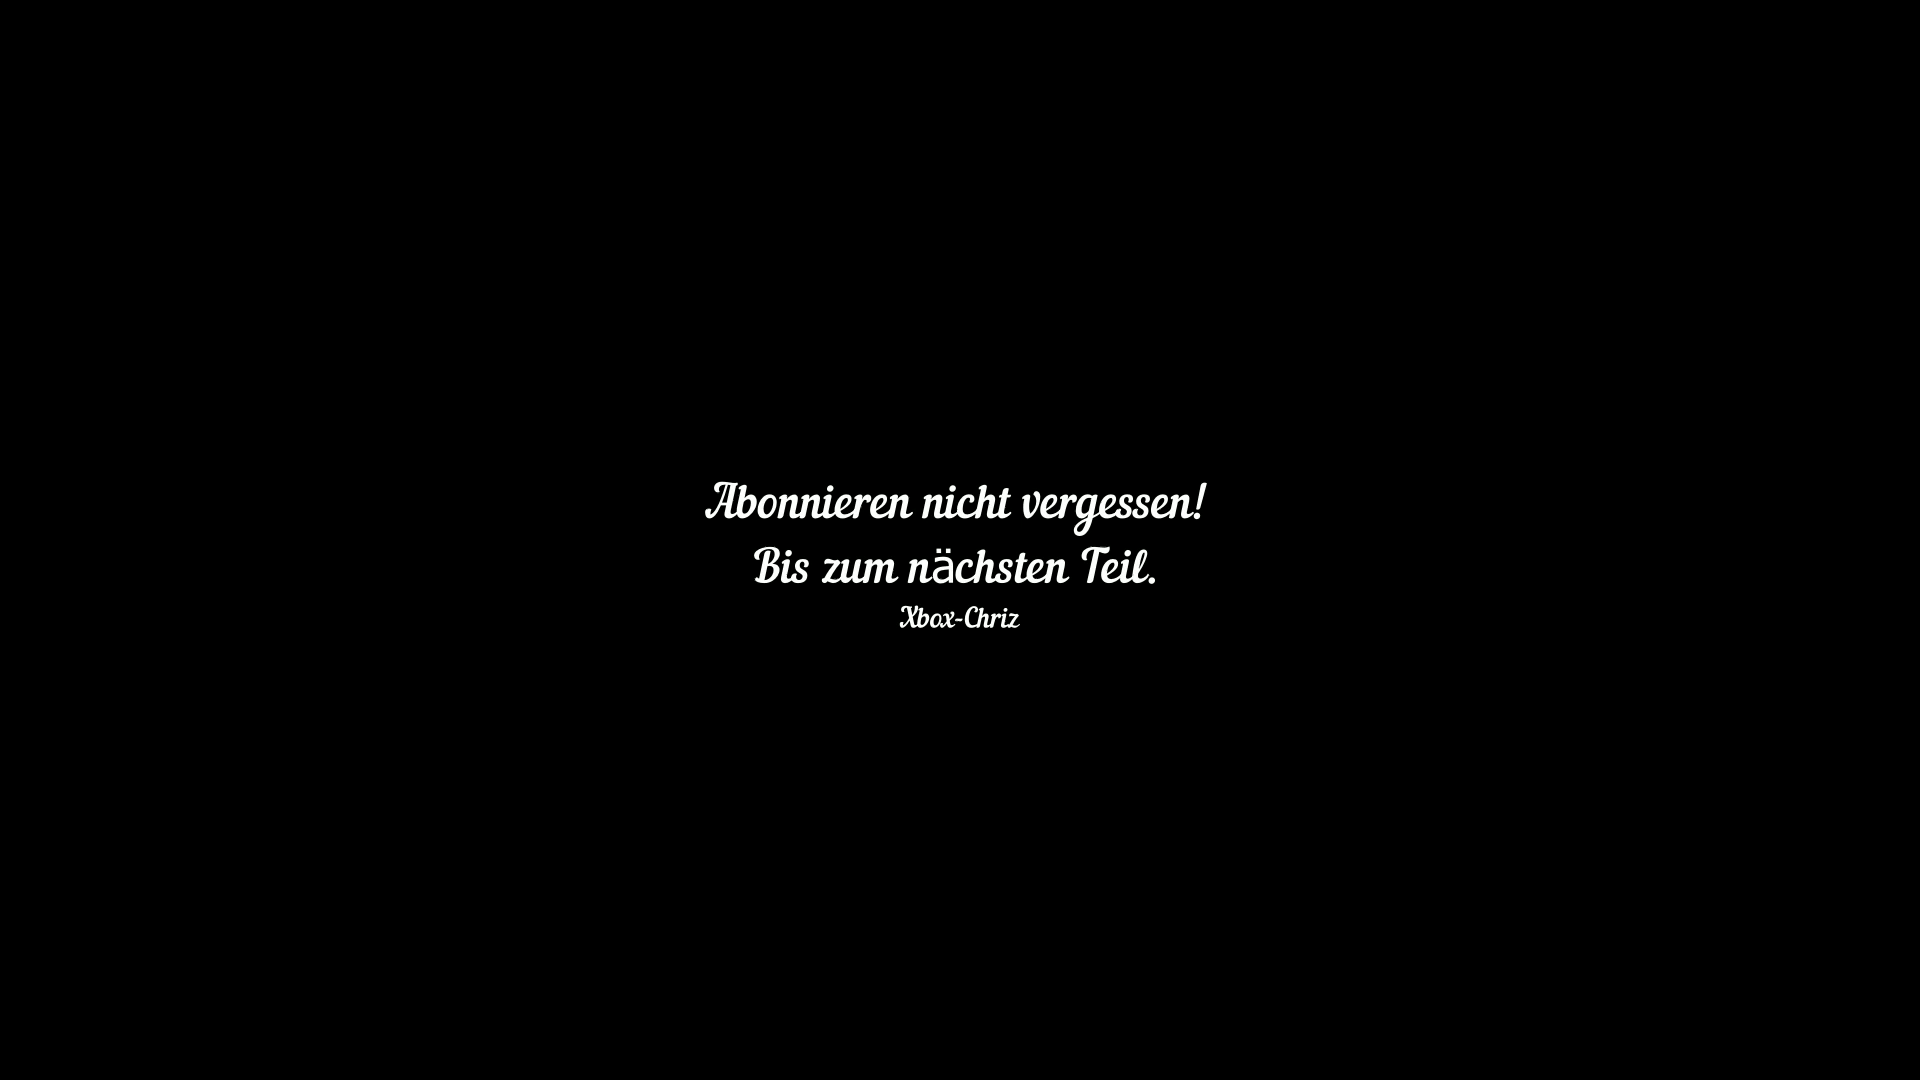 Abonnieren nicht vergessen!
Bis zum nächsten Teil.
Xbox-Chriz